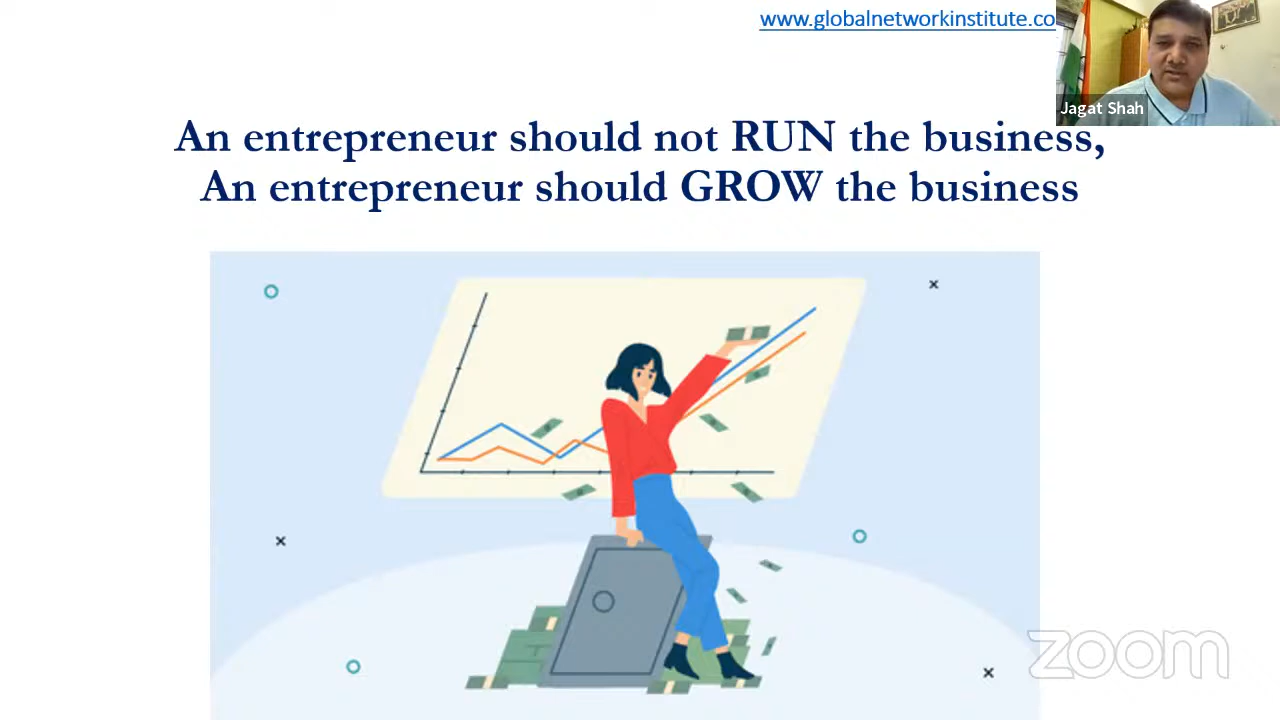 www.globalnetworkinstitute.co
Jagat Shah
An entrepreneur should not RUN the business,
An entrepreneur should GROW the business
zoom